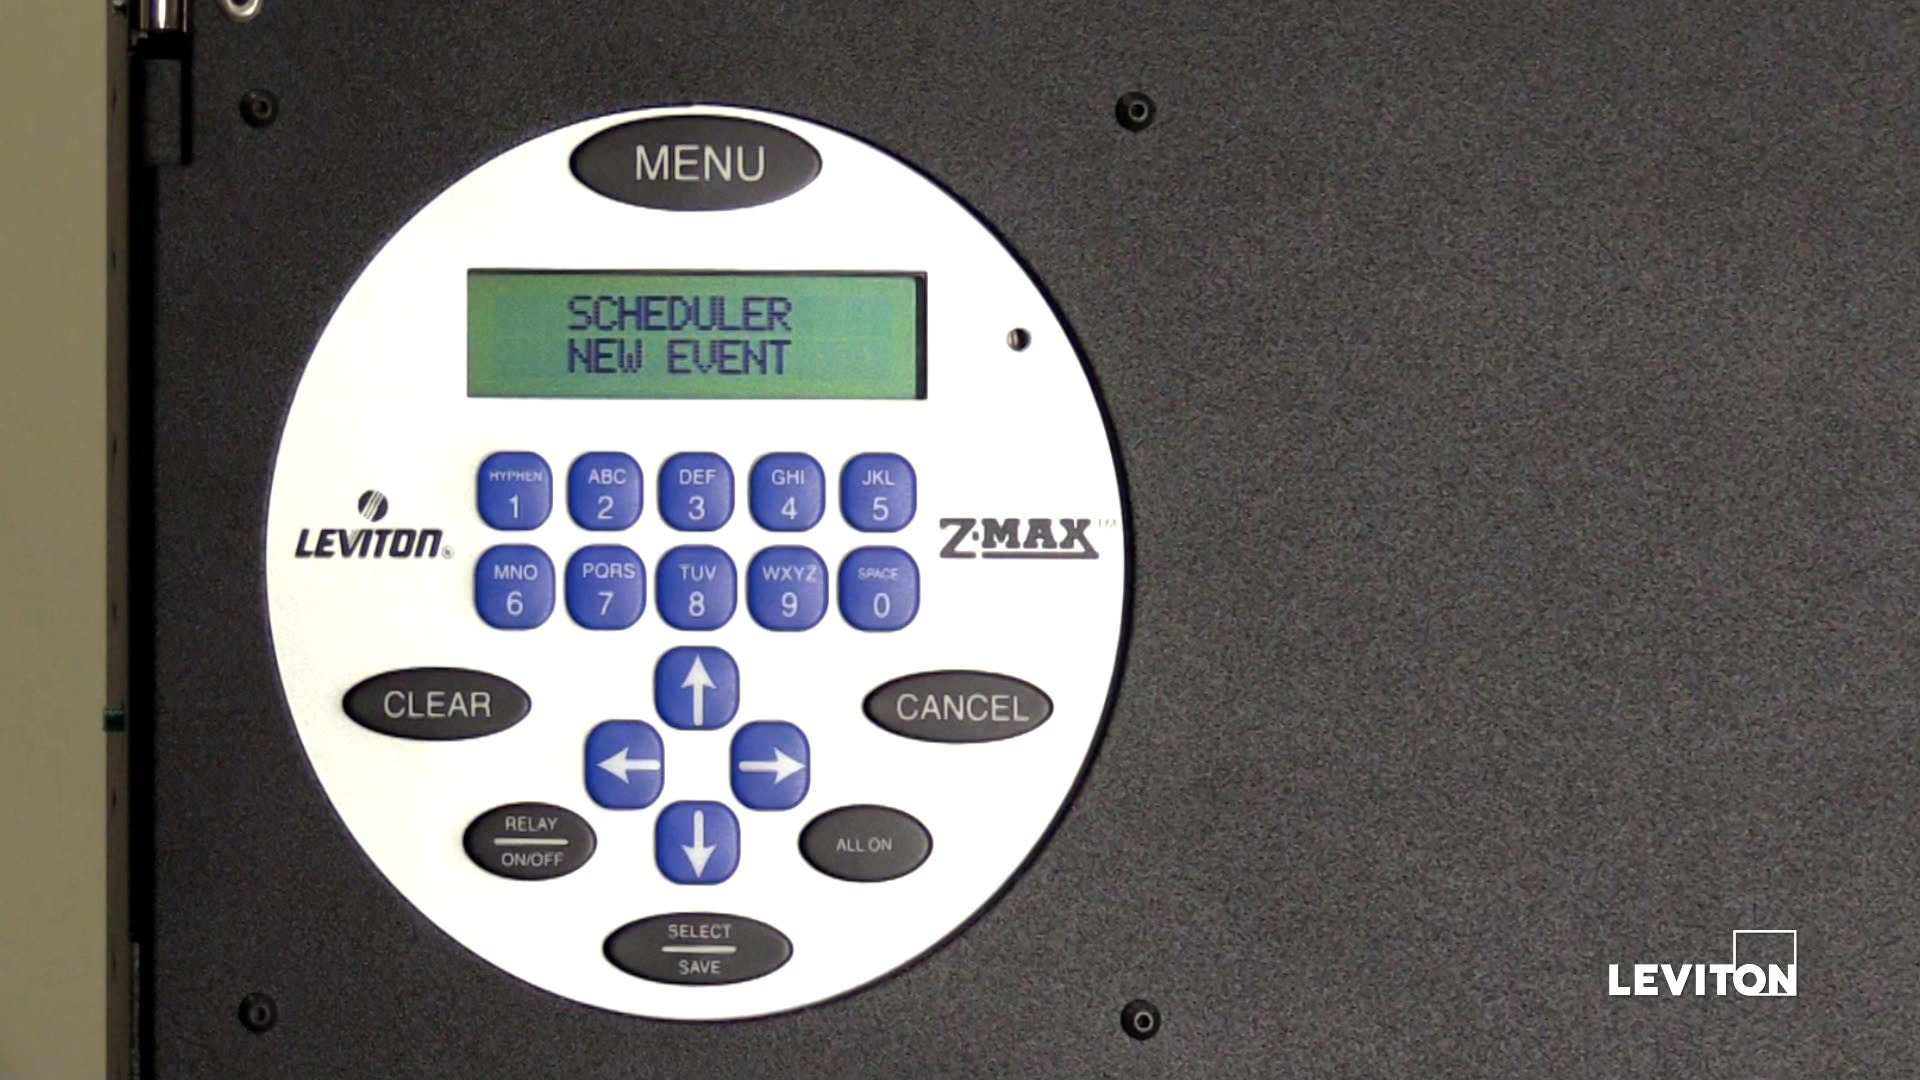 MENU
SCHEDULER
NEW EVENT
HYPHEN
1
ABC
2
DEF
3
GHI
4
JKL
5
LEVITON®
Z·MAX™
MNO
6
PQRS
7
TUV
8
WXYZ
9
SPACE
0
CLEAR
CANCEL
RELAY
ON/OFF
ALL ON
SELECT
SAVE
LEVITON